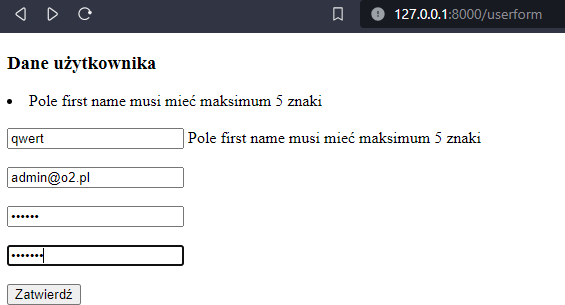 127.0.0.1:8000/userform
Dane użytkownika
• Pole first name musi mieć maksimum 5 znaki
qwert Pole first name musi mieć maksimum 5 znaki
admin@o2.pl
••••••
•••••••
Zatwierdź